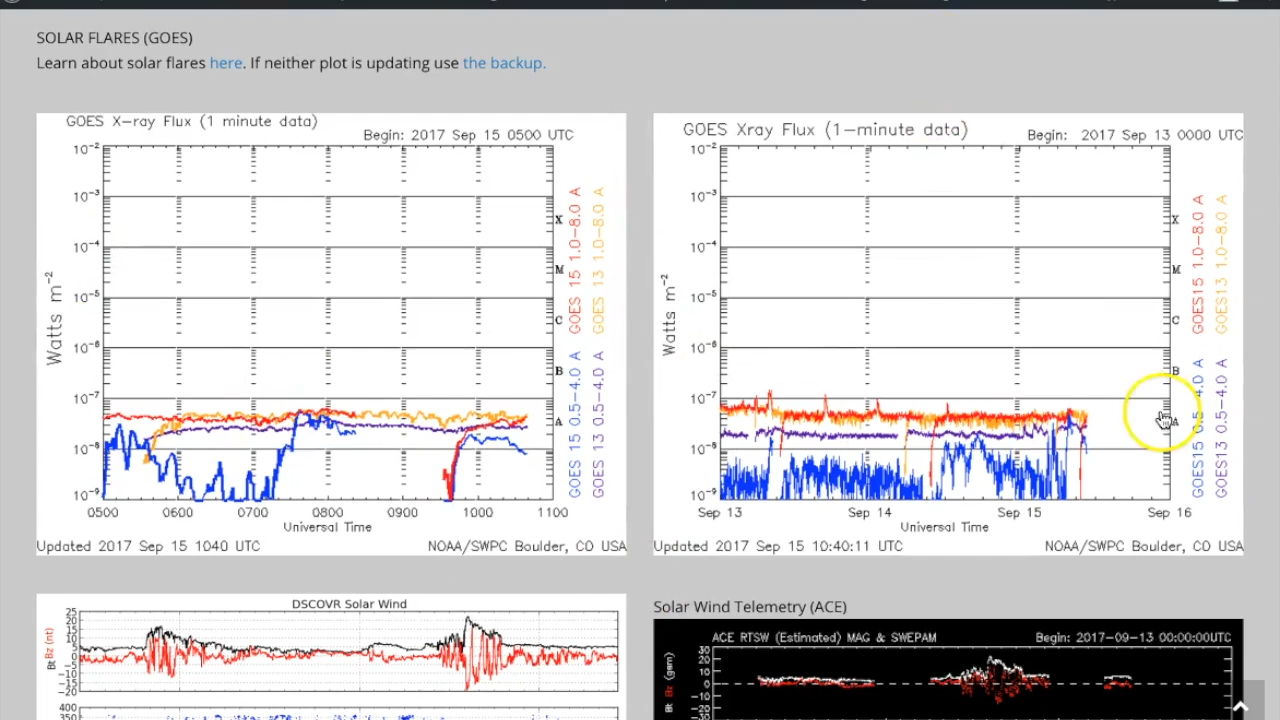 SOLAR FLARES (GOES)
Learn about solar flares here. If neither plot is updating use the backup.
GOES X-ray Flux (1 minute data)
Begin: 2017 Sep 15 0500 UTC
10-2
10-3
10-4
10-5
10-6
10-7
10-8
10-9
Watts m-2
X
M
C
B
A
GOES 15 1.0-8.0 A
GOES 13 1.0-8.0 A
GOES 15 0.5-4.0 A
GOES 13 0.5-4.0 A
0500 0600 0700 0800 0900 1000 1100
Universal Time
Updated 2017 Sep 15 1040 UTC
NOAA/SWPC Boulder, CO USA
GOES Xray Flux (1-minute data)
Begin: 2017 Sep 13 0000 UTC
10-2
10-3
10-4
10-5
10-6
10-7
10-8
10-9
Watts m-2
X
M
C
B
A
GOES15 1.0-8.0 A
GOES13 1.0-8.0 A
GOES15 0.5-4.0 A
GOES13 0.5-4.0 A
Sep 13 Sep 14 Sep 15 Sep 16
Universal Time
Updated 2017 Sep 15 10:40:11 UTC
NOAA/SWPC Boulder, CO USA
DSCOVR Solar Wind
Bt Bz (nt)
25
20
15
10
5
0
-5
-10
-15
-20
400
350
Solar Wind Telemetry (ACE)
ACE RTSW (Estimated) MAG & SWEPAM
Begin: 2017-09-13 00:00:00UTC
Bt Bz (gsm)
30
20
10
0
-10
-20
-30